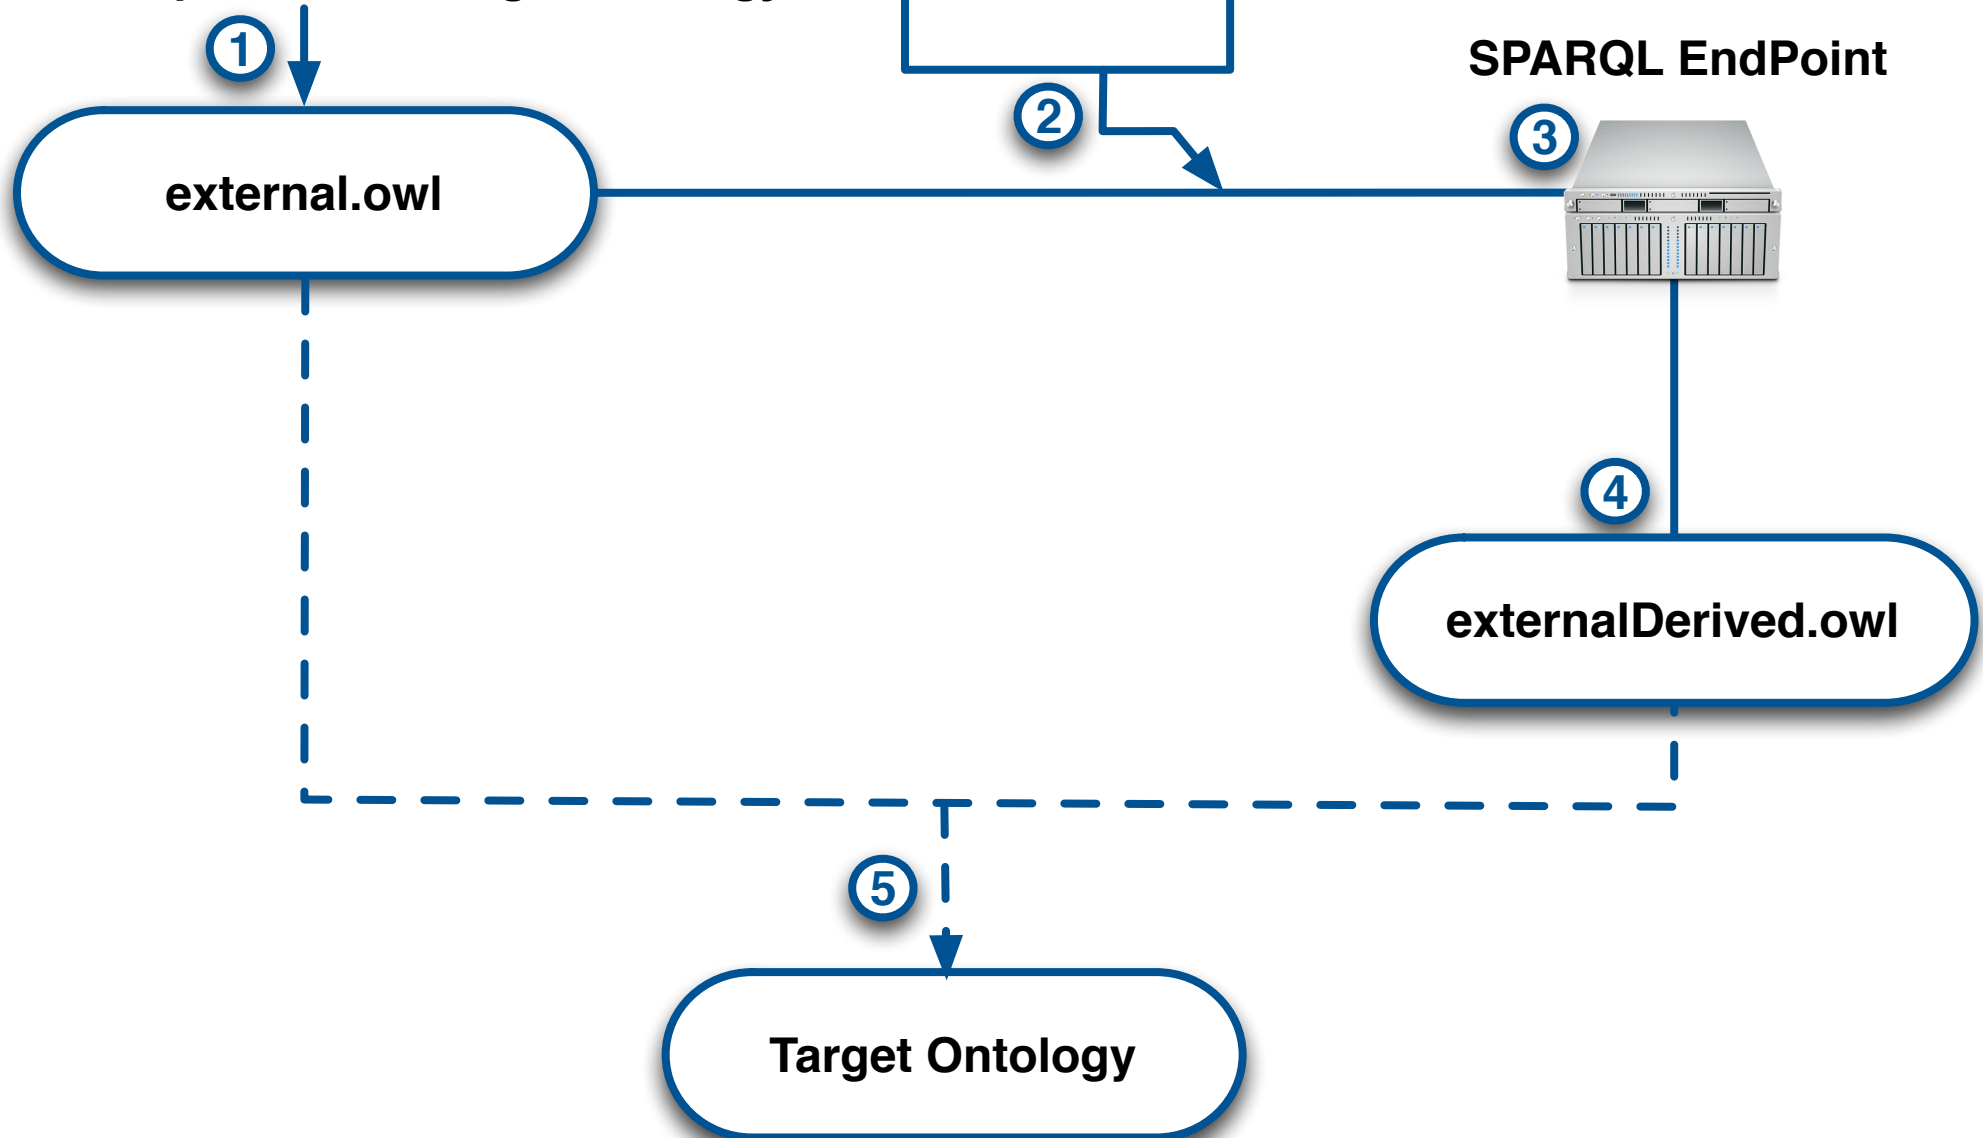 1
2
SPARQL EndPoint
3
external.owl
4
externalDerived.owl
5
Target Ontology